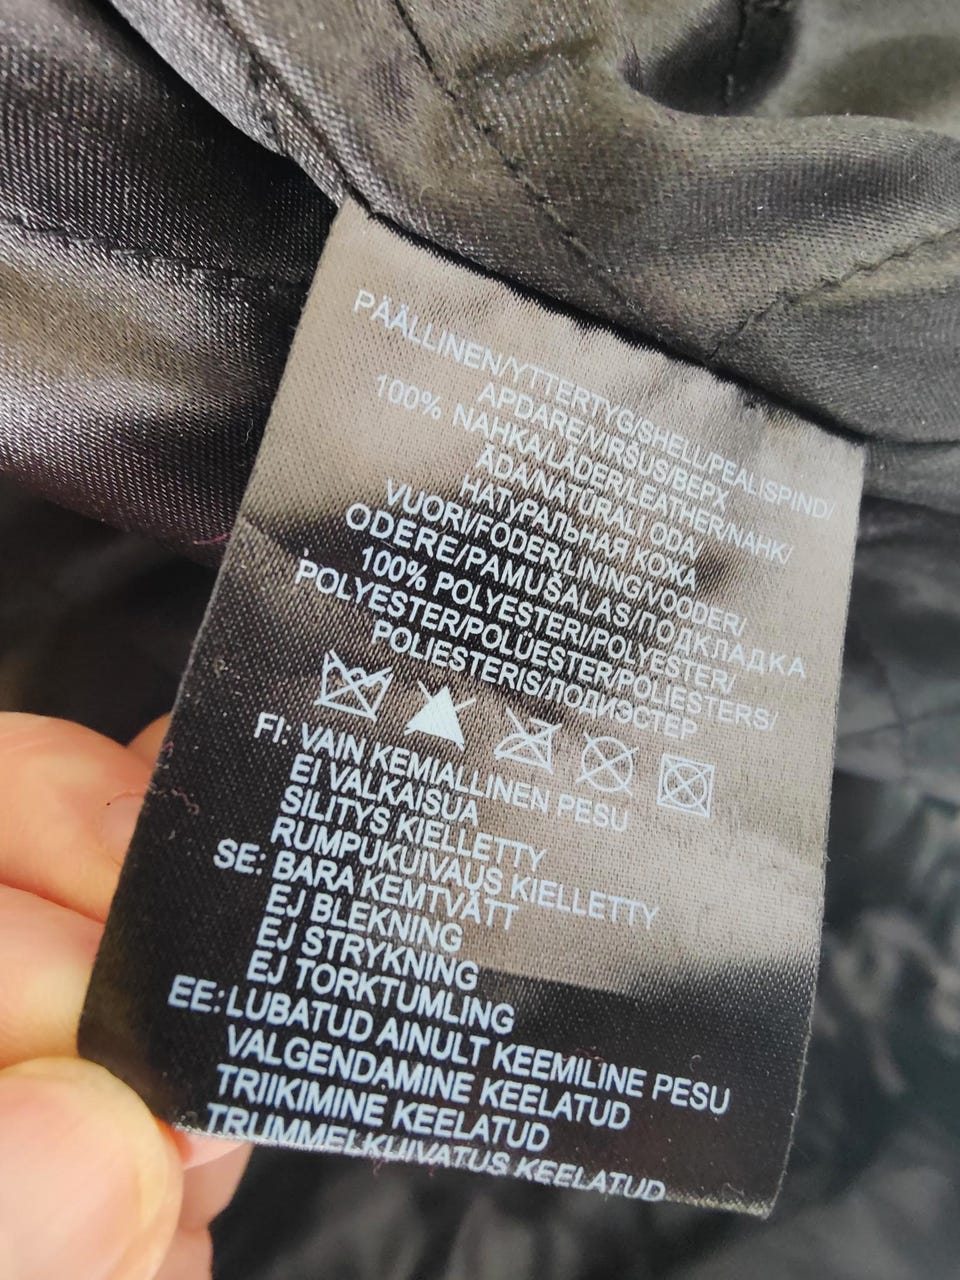 PÄÄLLINEN/YTTERTYG/SHELL/PEALISPIND/
APDARE/VIRSUS/ВЕРХ
100% NAHKA/LÄDER/LEATHER/NAHK/
ĀDA/NATŪRALI ODA/
НАТУРАЛЬНАЯ КОЖА
VUORI/FODER/LINING/VOODER/
ODERE/PAMUŠALAS/ПОДКЛАДКА
100% POLYESTERI/POLYESTER/
POLYESTER/POLÜESTER/POLIESTERS/
POLIESTERIS/ПОЛИЭСТЕР
FI: VAIN KEMIALLINEN PESU
EI VALKAISUA
SILITYS KIELLETTY
RUMPUKUIVAUS KIELLETTY
SE: BARA KEMTVÄTT
EJ BLEKNING
EJ STRYKNING
EJ TORKTUMLING
EE: LUBATUD AINULT KEEMILINE PESU
VALGENDAMINE KEELATUD
TRIIKIMINE KEELATUD
TRUMMELKUIVATUS KEELATUD